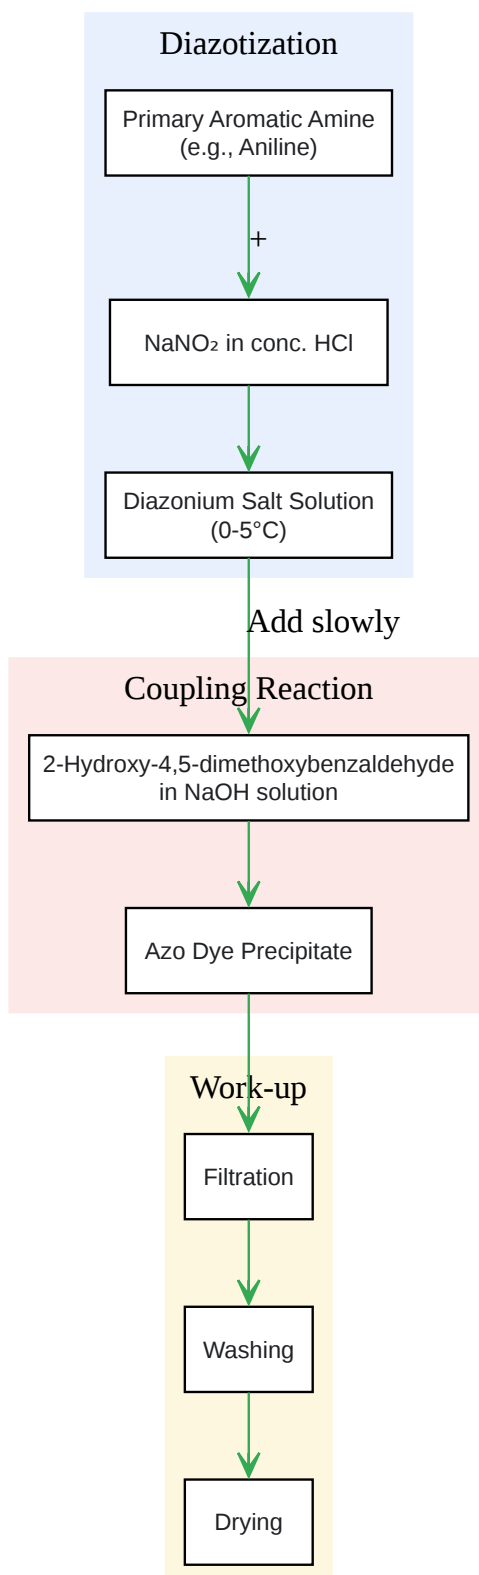 Diazotization
Primary Aromatic Amine
(e.g., Aniline)
+
NaNO₂ in conc. HCl
Diazonium Salt Solution
(0-5°C)
Add slowly
Coupling Reaction
2-Hydroxy-4,5-dimethoxybenzaldehyde
in NaOH solution
Azo Dye Precipitate
Work-up
Filtration
Washing
Drying